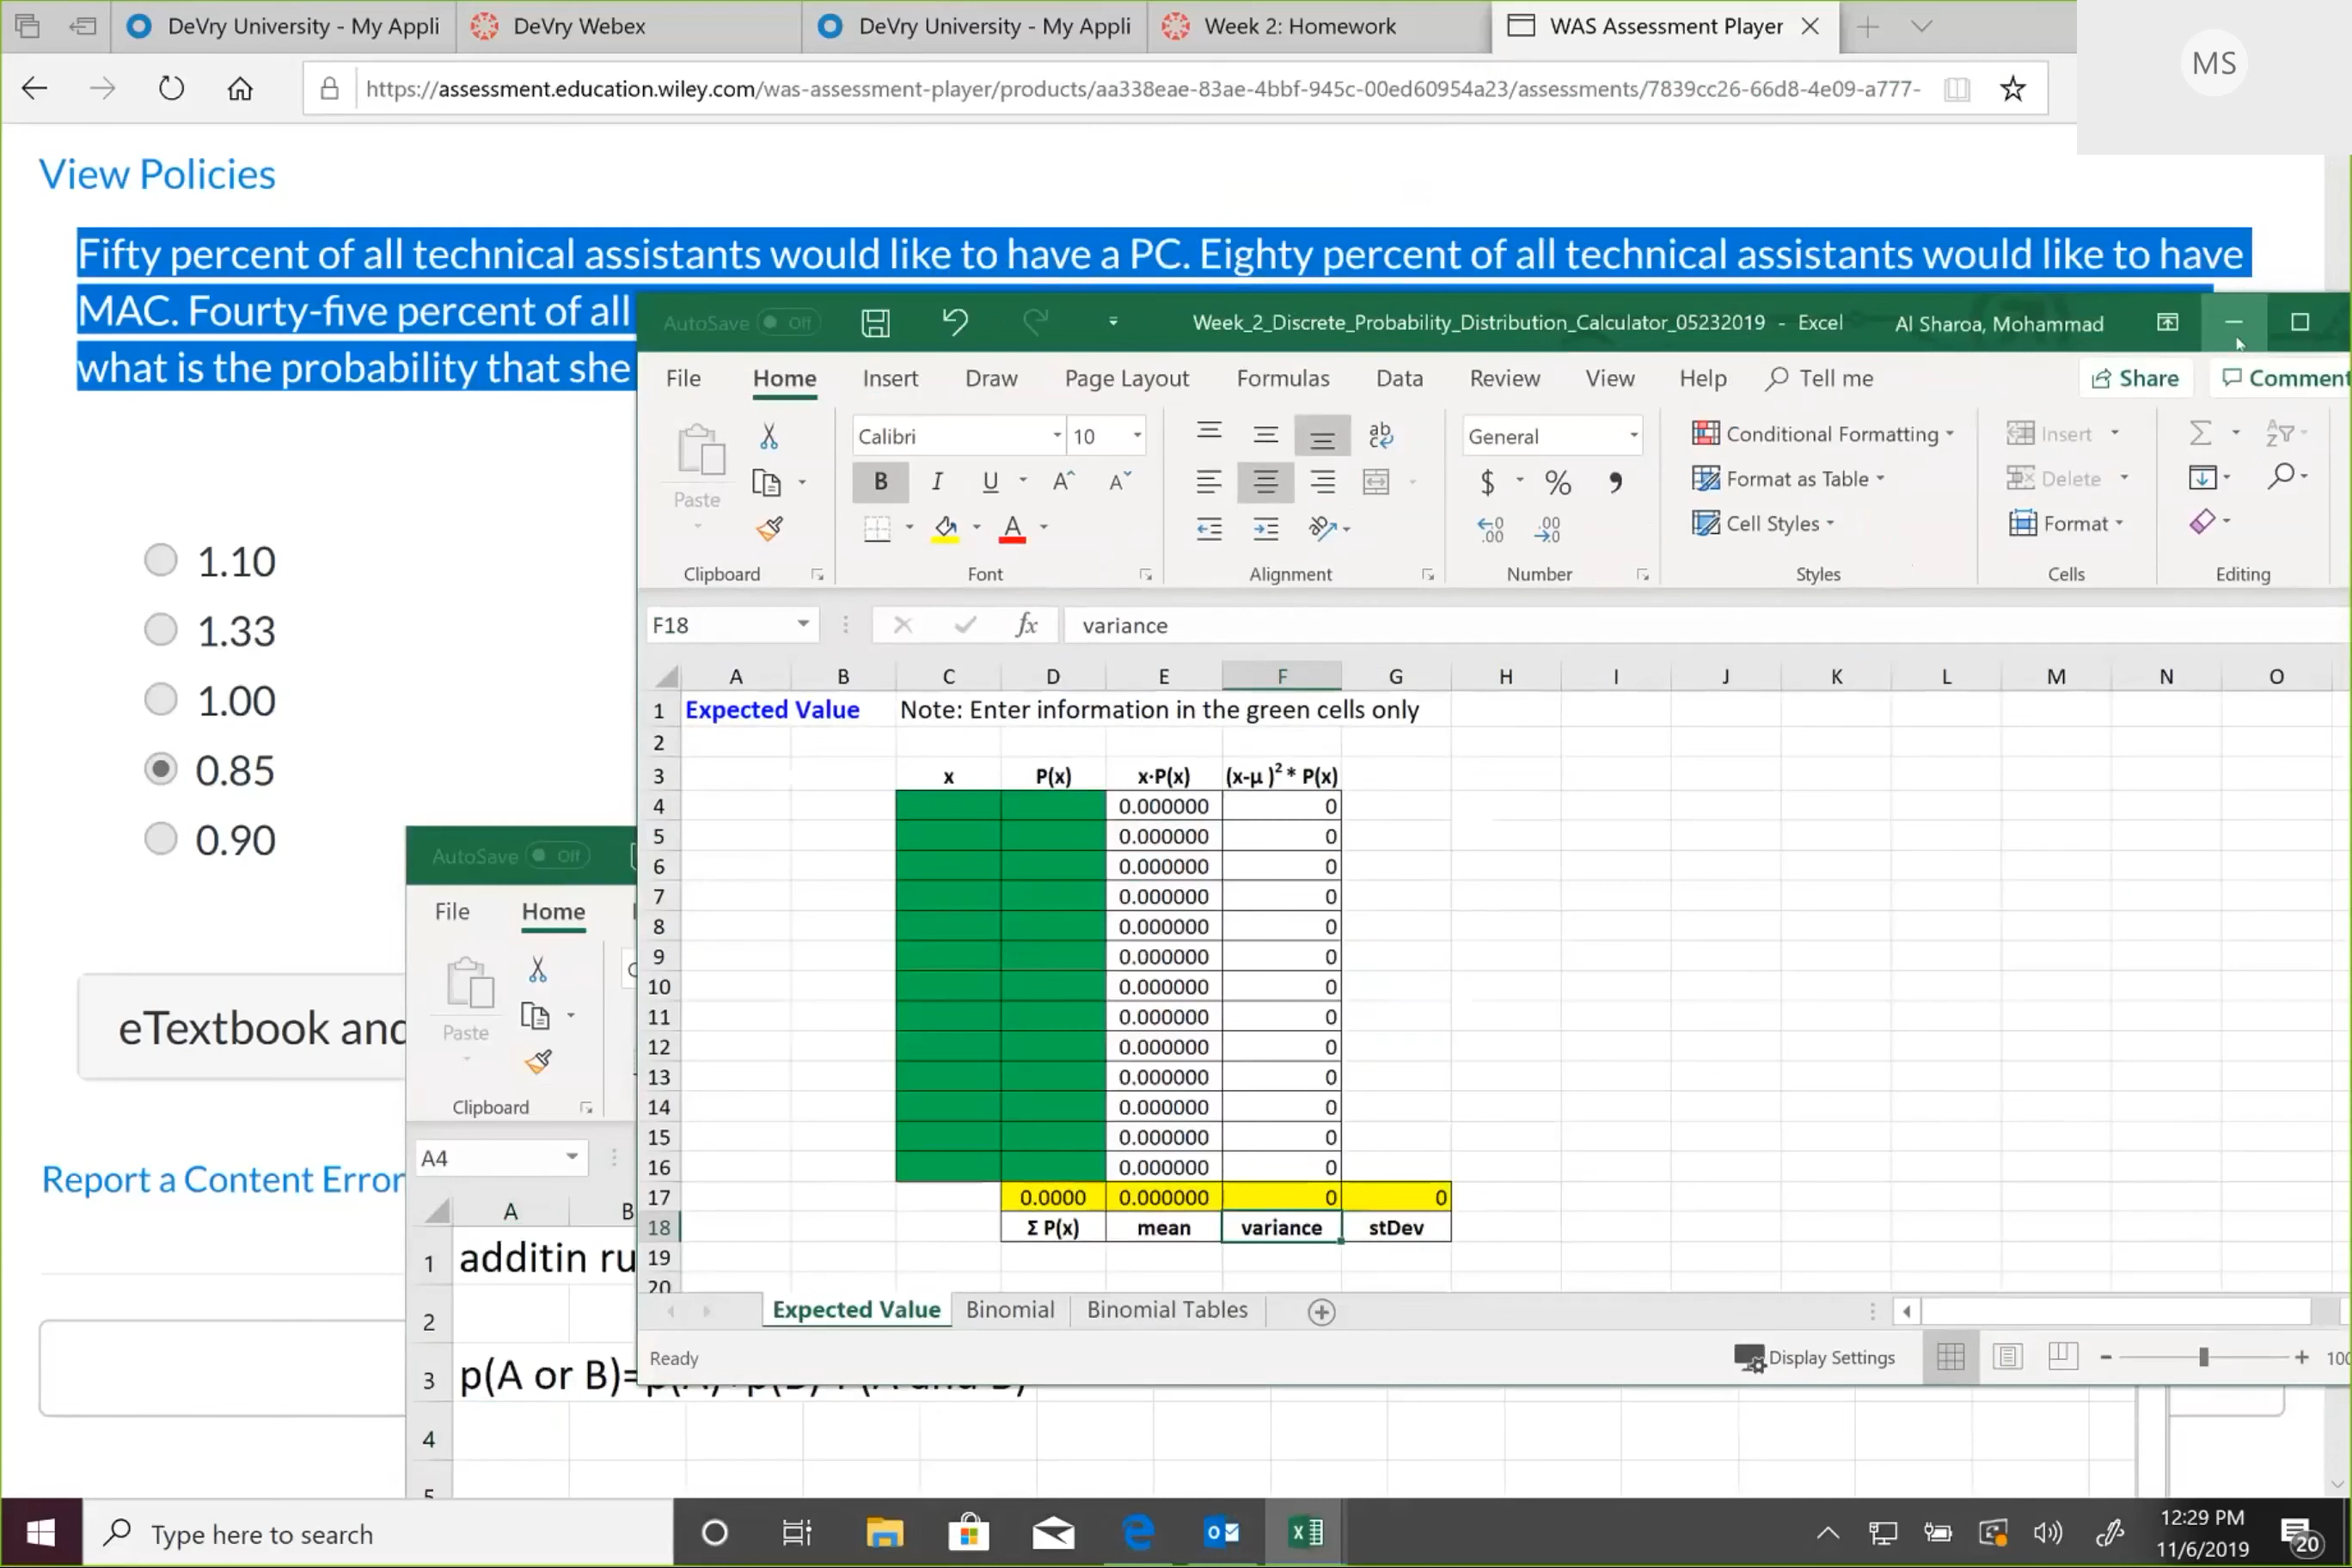 DeVry University - My Appli
DeVry Webex
DeVry University - My Appli
Week 2: Homework
WAS Assessment Player
MS
https://assessment.education.wiley.com/was-assessment-player/products/aa338eae-83ae-4bbf-945c-00ed60954a23/assessments/7839cc26-66d8-4e09-a777-
View Policies
Fifty percent of all technical assistants would like to have a PC. Eighty percent of all technical assistants would like to have
MAC. Fourty-five percent of all
what is the probability that she
1.10
1.33
1.00
0.85
0.90
eTextbook and
Report a Content Error
AutoSave Off
File Home
Paste
Clipboard
A4
A B
1 additin ru
2
3 p(A or B)=p(A)+p(B)-P(A and B)
4
5
AutoSave Off
Week_2_Discrete_Probability_Distribution_Calculator_05232019 - Excel
Al Sharoa, Mohammad
File Home Insert Draw Page Layout Formulas Data Review View Help Tell me
Share
Comment
Paste
Clipboard
Calibri 10
B I U A A
A
Font
ab
c
Alignment
General
$ % ,
.00 .0
.00 .0
Number
Conditional Formatting
Format as Table
Cell Styles
Styles
Insert
Delete
Format
Cells
Editing
F18
fx
variance
A B C D E F G H I J K L M N O
1 Expected Value Note: Enter information in the green cells only
2
3 x P(x) x·P(x) (x-μ )2 * P(x)
4 0.000000 0
5 0.000000 0
6 0.000000 0
7 0.000000 0
8 0.000000 0
9 0.000000 0
10 0.000000 0
11 0.000000 0
12 0.000000 0
13 0.000000 0
14 0.000000 0
15 0.000000 0
16 0.000000 0
17 0.0000 0.000000 0 0
18 Σ P(x) mean variance stDev
19
20
Expected Value Binomial Binomial Tables
Ready
Display Settings
100
Type here to search
12:29 PM
11/6/2019
20